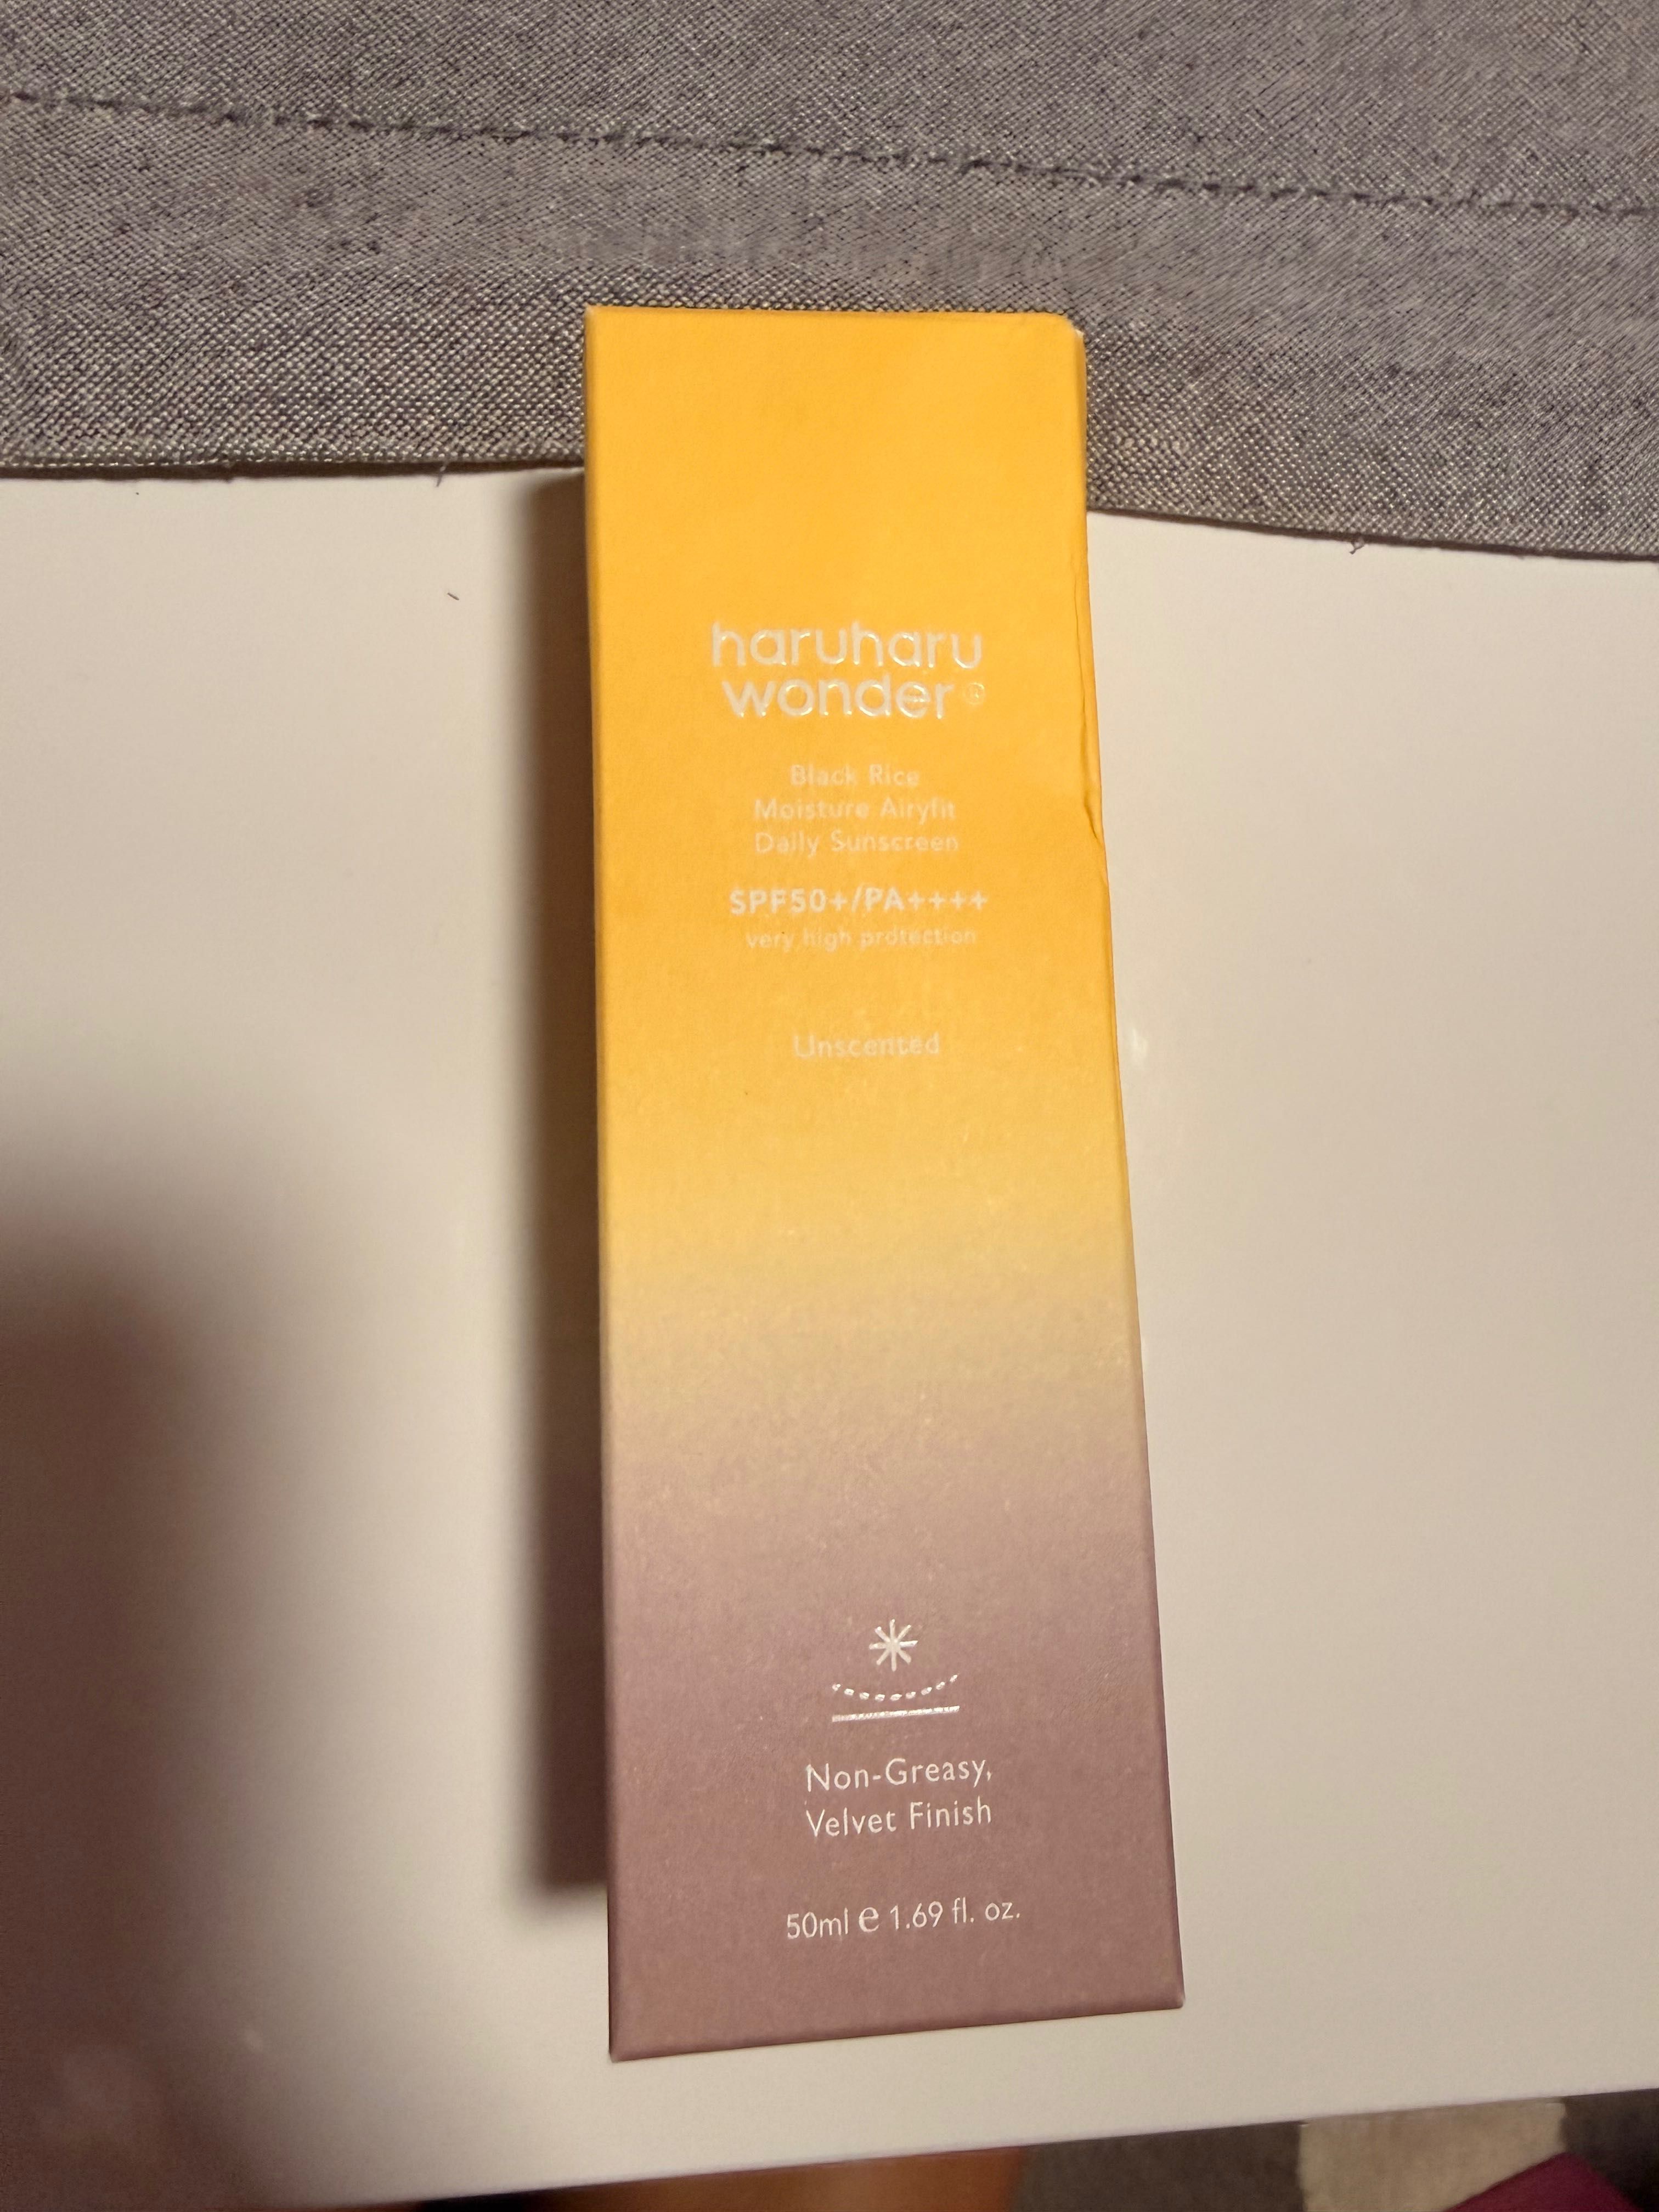 haruharu
wonder®
Black Rice
Moisture Airyfit
Daily Sunscreen
SPF50+/PA++++
very high protection
Unscented
Non-Greasy,
Velvet Finish
50ml e 1.69 fl. oz.